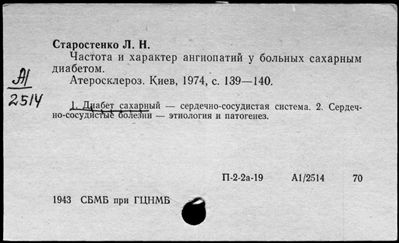 Старостенко Л. Н.
Частота и характер ангиопатий у больных сахарным
диабетом.
Атеросклероз. Киев, 1974, с. 139—140.
А1
2514
1. Диабет сахарный — сердечно-сосудистая система. 2. Сердеч-
но-сосудистые болезни — этиология и патогенез.
П-2-2а-19 А1/2514 70
1943 СБМБ при ГЦНМБ